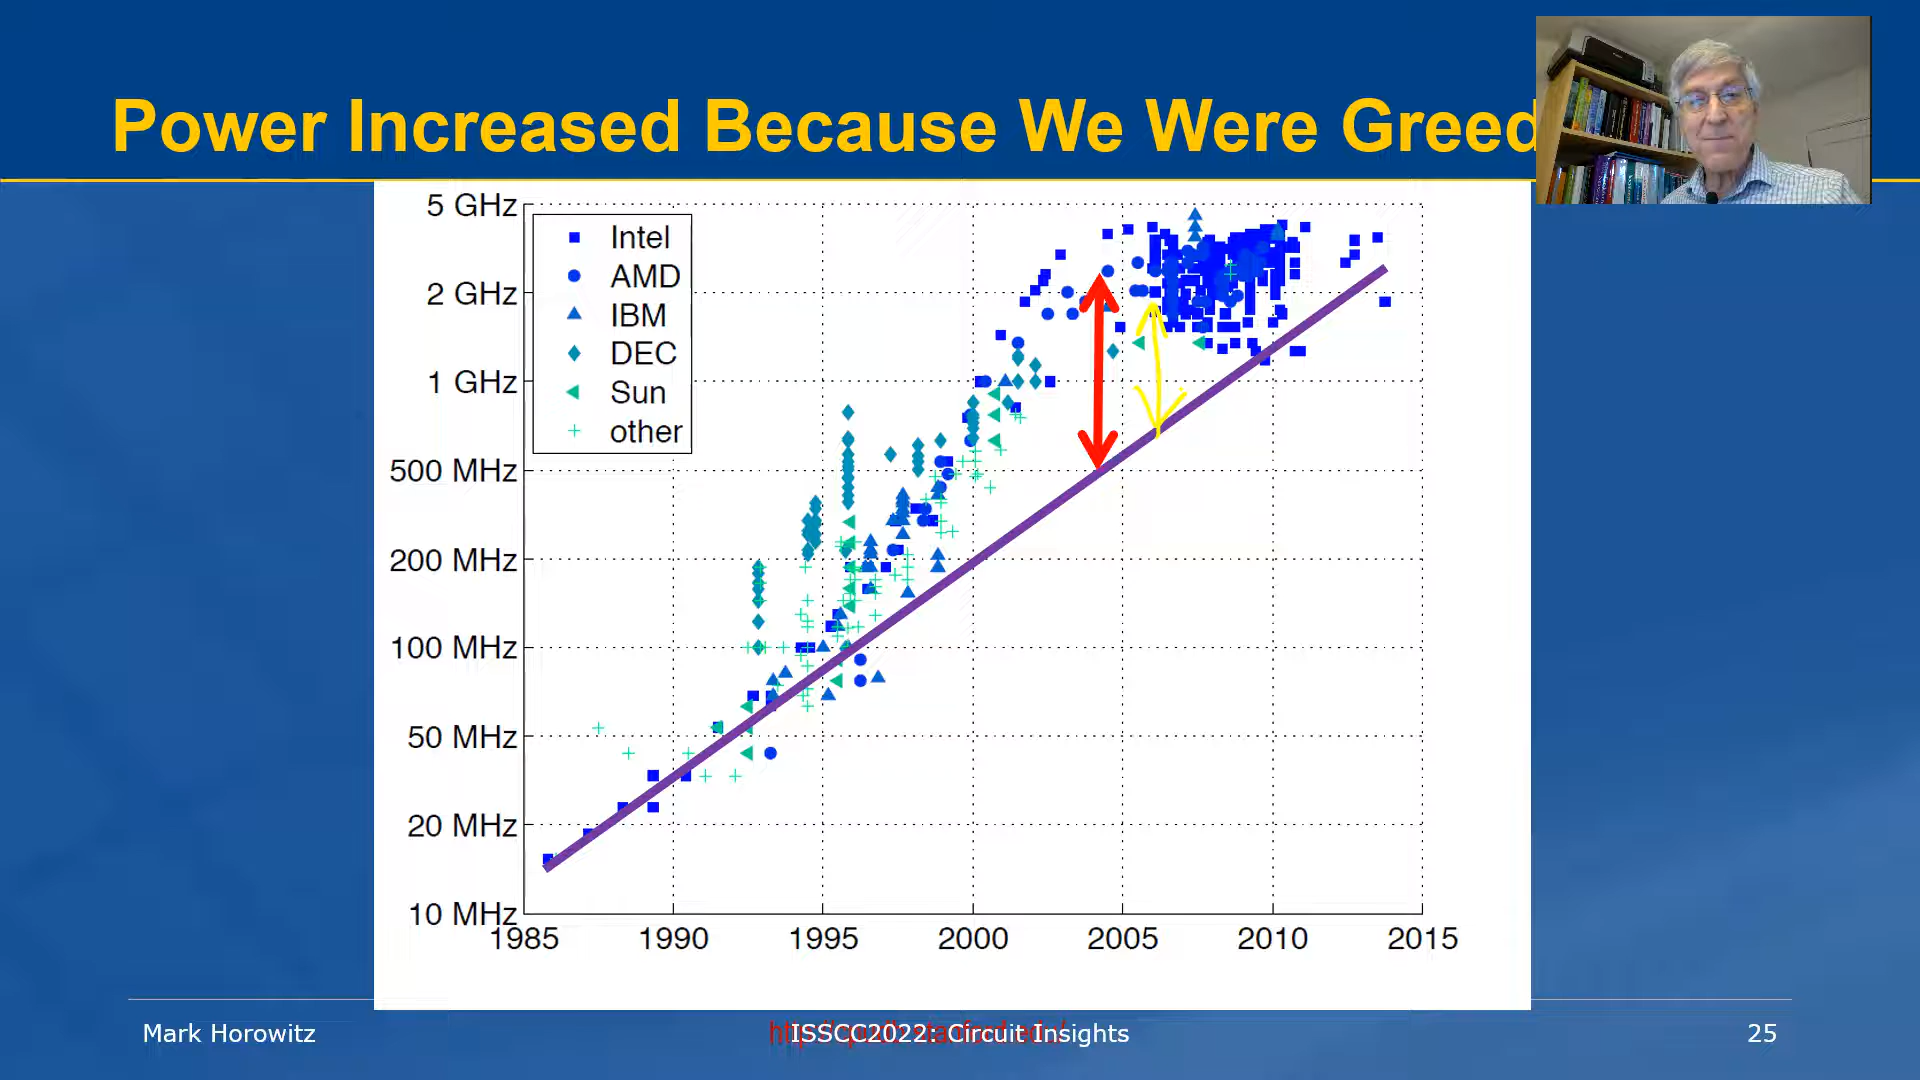 Power Increased Because We Were Greed
5 GHz
2 GHz
1 GHz
500 MHz
200 MHz
100 MHz
50 MHz
20 MHz
10 MHz
Intel
AMD
IBM
DEC
Sun
other
1985 1990 1995 2000 2005 2010 2015
Mark Horowitz
ISSCC2022: Circuit Insights
25